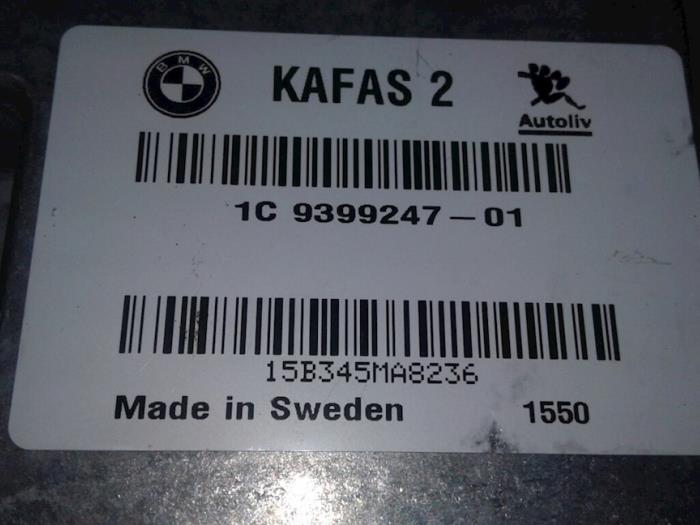 BMW
KAFAS 2
Autoliv
1C 9399247-01
15B345MA8236
Made in Sweden 1550